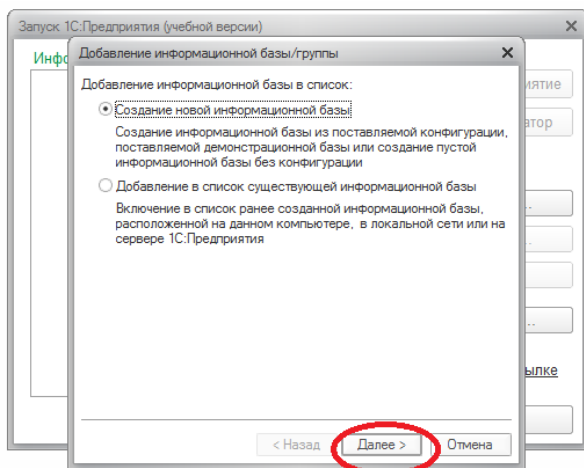 Запуск 1С:Предприятия (учебной версии)
Добавление информационной базы/группы
Добавление информационной базы в список:
Создание новой информационной базы
Создание информационной базы из поставляемой конфигурации,
поставляемой демонстрационной базы или создание пустой
информационной базы без конфигурации
Добавление в список существующей информационной базы
Включение в список ранее созданной информационной базы,
расположенной на данном компьютере, в локальной сети или на
сервере 1С:Предприятия
< Назад Далее > Отмена